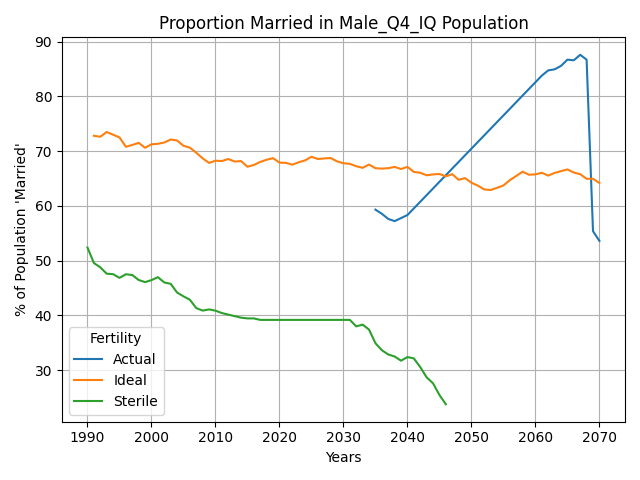 Proportion Married in Male_Q4_IQ Population
% of Population 'Married'
90
80
70
60
50
40
30
Fertility
Actual
Ideal
Sterile
1990 2000 2010 2020 2030 2040 2050 2060 2070
Years